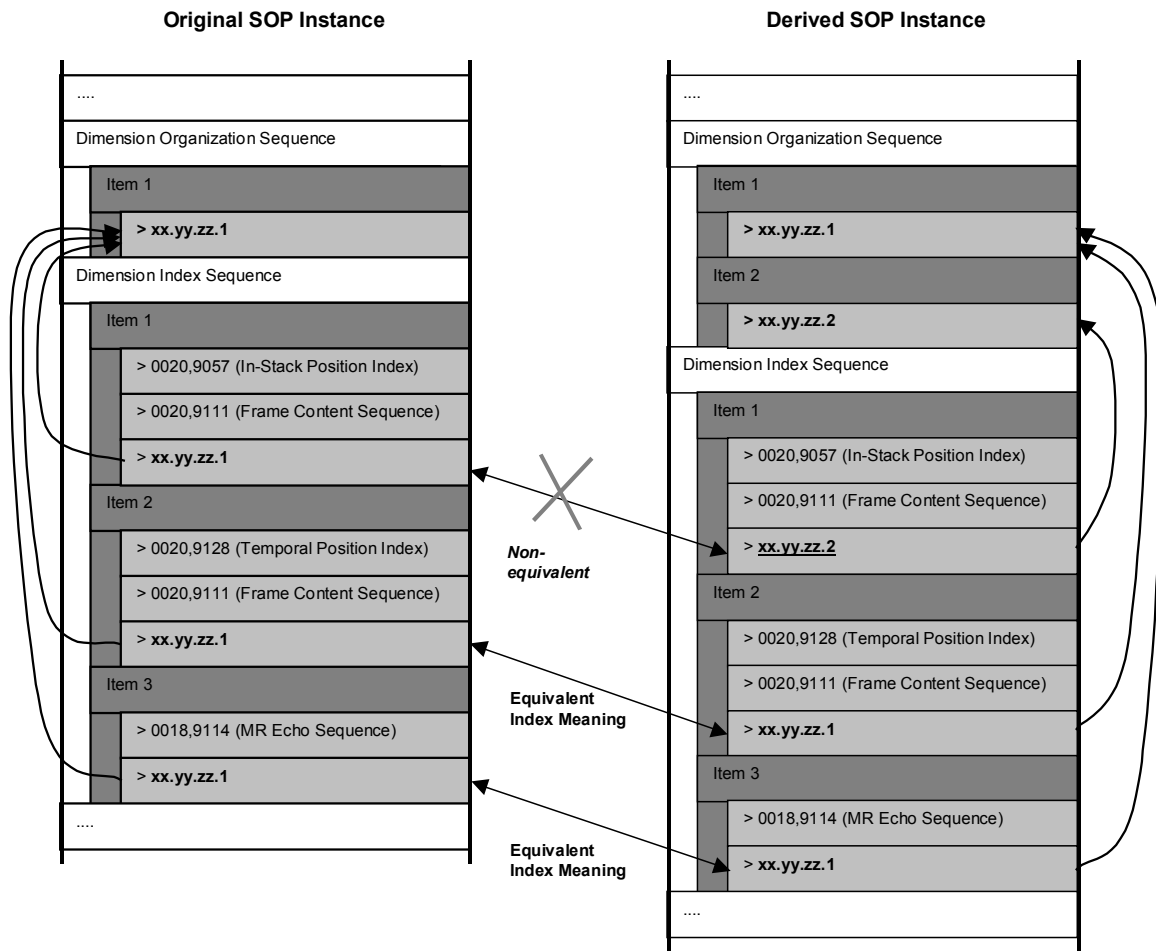 Original SOP Instance
....
Dimension Organization Sequence
Item 1
> xx.yy.zz.1
Dimension Index Sequence
Item 1
> 0020,9057 (In-Stack Position Index)
> 0020,9111 (Frame Content Sequence)
> xx.yy.zz.1
Item 2
> 0020,9128 (Temporal Position Index)
> 0020,9111 (Frame Content Sequence)
> xx.yy.zz.1
Item 3
> 0018,9114 (MR Echo Sequence)
> xx.yy.zz.1
....
Non-
equivalent
Equivalent
Index Meaning
Equivalent
Index Meaning
Derived SOP Instance
....
Dimension Organization Sequence
Item 1
> xx.yy.zz.1
Item 2
> xx.yy.zz.2
Dimension Index Sequence
Item 1
> 0020,9057 (In-Stack Position Index)
> 0020,9111 (Frame Content Sequence)
> xx.yy.zz.2
Item 2
> 0020,9128 (Temporal Position Index)
> 0020,9111 (Frame Content Sequence)
> xx.yy.zz.1
Item 3
> 0018,9114 (MR Echo Sequence)
> xx.yy.zz.1
....